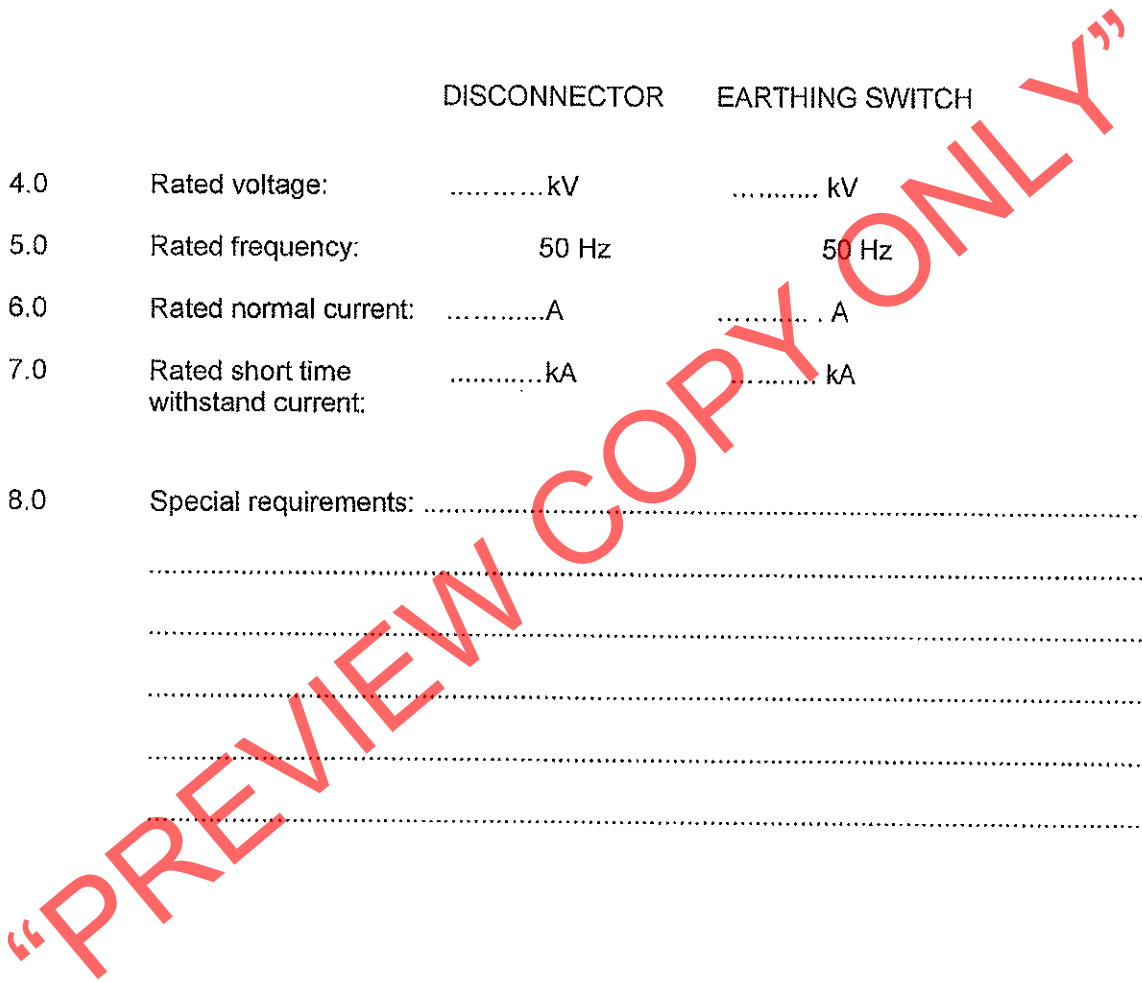 DISCONNECTOR EARTHING SWITCH
4.0 Rated voltage: ...........kV ........... kV
5.0 Rated frequency: 50 Hz 50 Hz
6.0 Rated normal current: ............A ........... . A
7.0 Rated short time ............kA ........... kA
withstand current:
8.0 Special requirements: ....................................................................................
....................................................................................
....................................................................................
....................................................................................
....................................................................................
....................................................................................
“PREVIEW COPY ONLY”